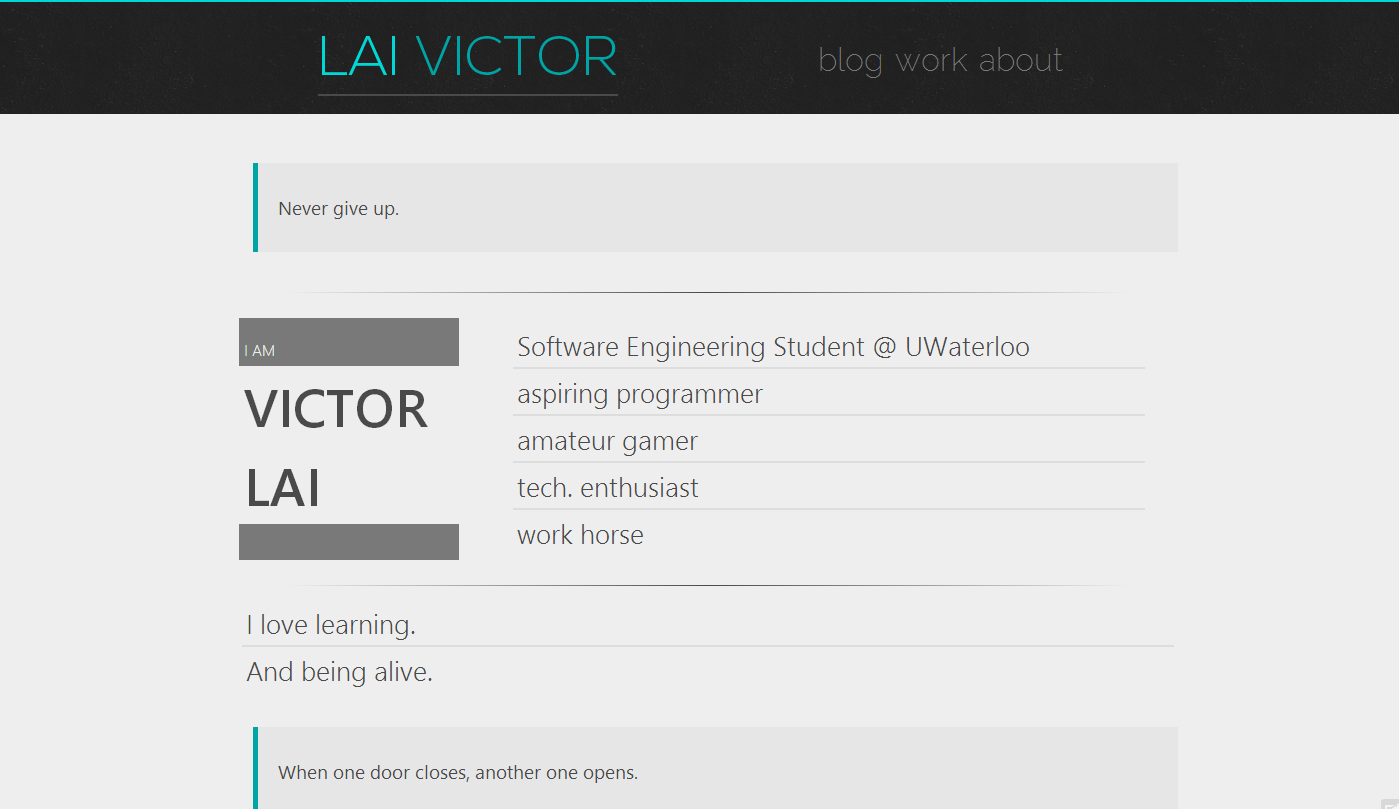 LAI VICTOR
blog work about
Never give up.
I AM
VICTOR
LAI
Software Engineering Student @ UWaterloo
aspiring programmer
amateur gamer
tech. enthusiast
work horse
I love learning.
And being alive.
When one door closes, another one opens.